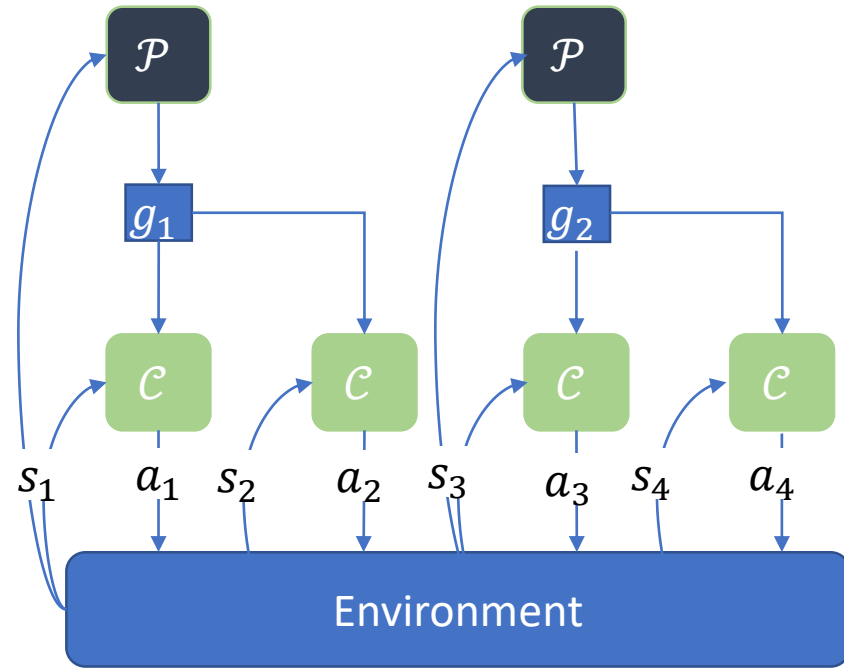 𝒫 𝒫
g₁ g₂
𝒞 𝒞 𝒞 𝒞
s₁ a₁ s₂ a₂ s₃ a₃ s₄ a₄
Environment